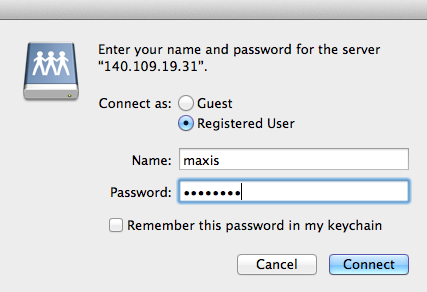 Enter your name and password for the server
“140.109.19.31”.
Connect as: Guest
Registered User
Name: maxis
Password: ••••••••
Remember this password in my keychain
Cancel Connect